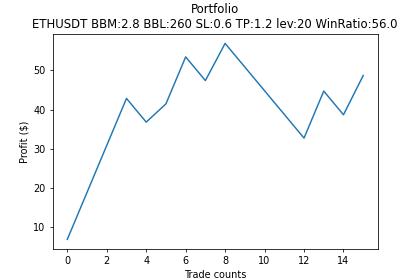 Portfolio
ETHUSDT BBM:2.8 BBL:260 SL:0.6 TP:1.2 lev:20 WinRatio:56.0
Profit ($)
50
40
30
20
10
0 2 4 6 8 10 12 14
Trade counts